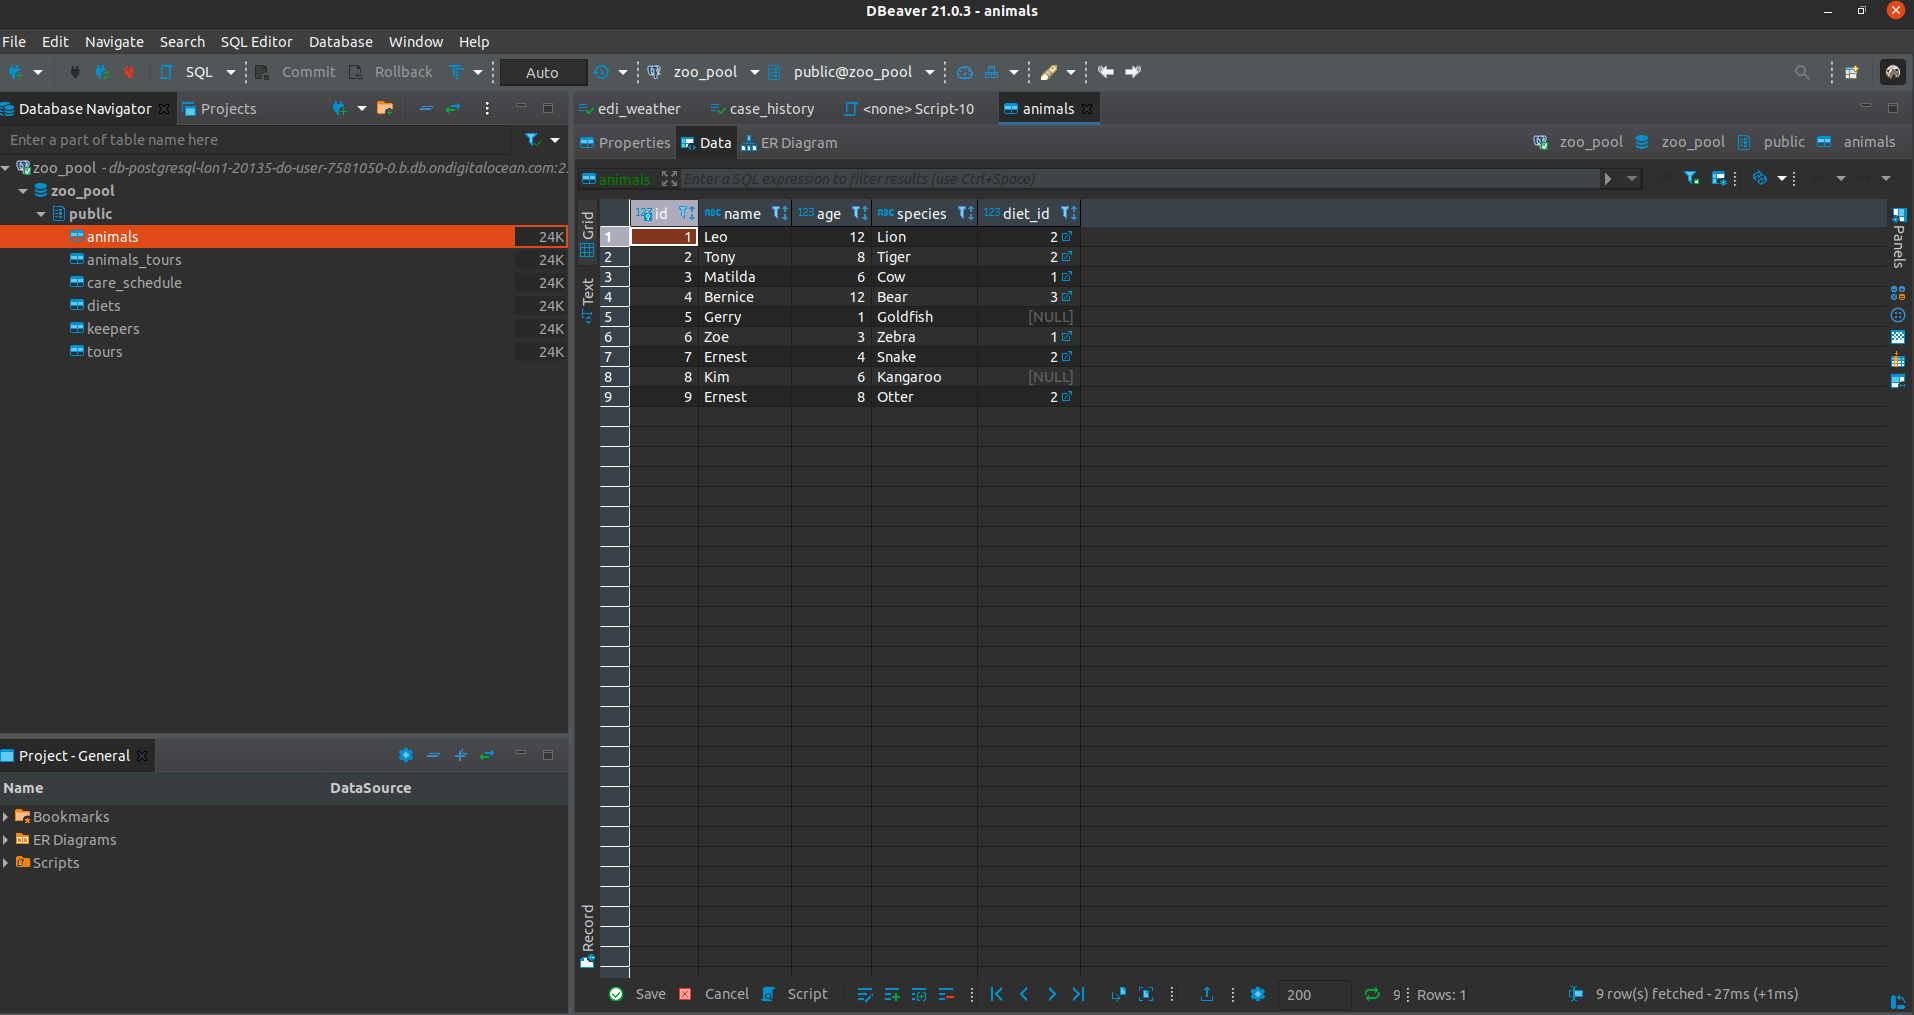 DBeaver 21.0.3 - animals
File Edit Navigate Search SQL Editor Database Window Help
SQL Commit Rollback Auto zoo_pool public@zoo_pool
Database Navigator Projects
Enter a part of table name here
zoo_pool - db-postgresql-lon1-20135-do-user-7581050-0.b.db.ondigitalocean.com:2
zoo_pool
public
animals 24K
animals_tours 24K
care_schedule 24K
diets 24K
keepers 24K
tours 24K
Project - General
Name DataSource
Bookmarks
ER Diagrams
Scripts
edi_weather case_history <none> Script-10 animals
Properties Data ER Diagram zoo_pool zoo_pool public animals
animals Enter a SQL expression to filter results (use Ctrl+Space)
Grid
Text
Record
123 id ABC name 123 age ABC species 123 diet_id
1 1 Leo 12 Lion 2
2 2 Tony 8 Tiger 2
3 3 Matilda 6 Cow 1
4 4 Bernice 12 Bear 3
5 5 Gerry 1 Goldfish [NULL]
6 6 Zoe 3 Zebra 1
7 7 Ernest 4 Snake 2
8 8 Kim 6 Kangaroo [NULL]
9 9 Ernest 8 Otter 2
Panels
Save Cancel Script 200 9 Rows: 1 9 row(s) fetched - 27ms (+1ms)